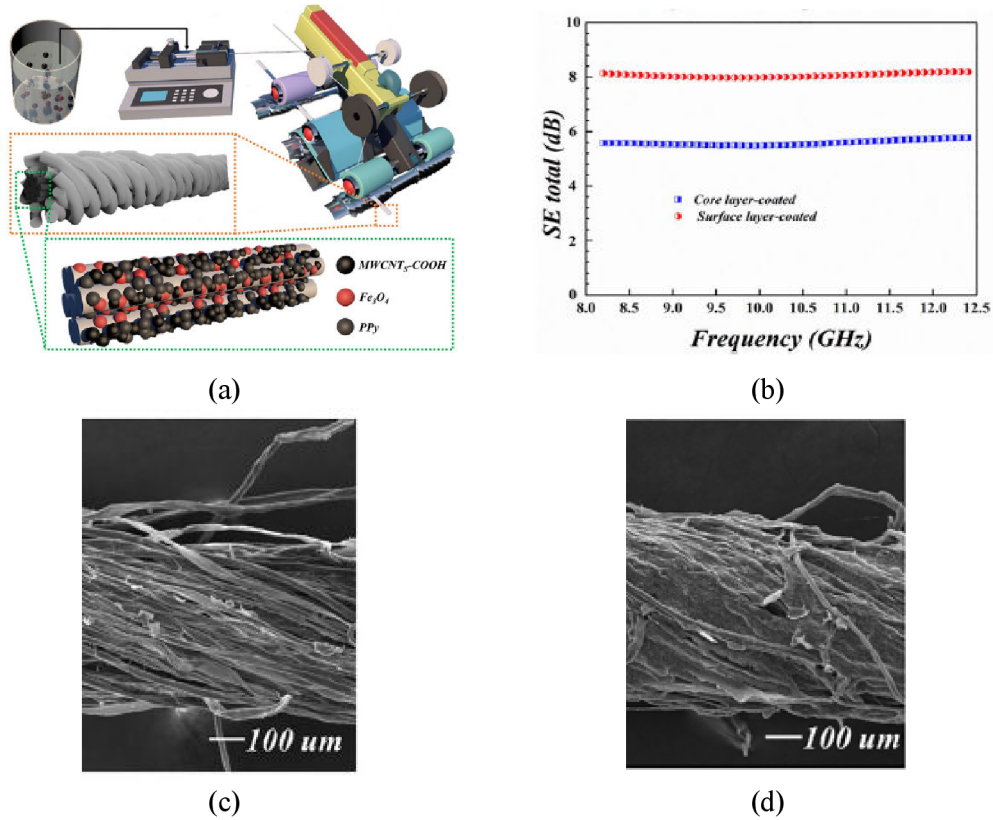 MWCNTS-COOH
Fe3O4
PPy
(a)
10
8
6
4
2
0
8.0 8.5 9.0 9.5 10.0 10.5 11.0 11.5 12.0 12.5
SE total (dB)
Frequency (GHz)
Core layer-coated
Surface layer-coated
(b)
100 um
(c)
100 um
(d)